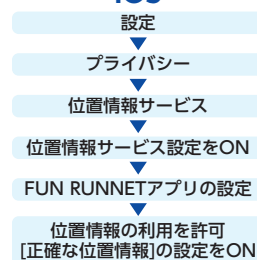 iOS
設定
プライバシー
位置情報サービス
位置情報サービス設定をON
FUN RUNNETアプリの設定
位置情報の利用を許可
[正確な位置情報]の設定をON